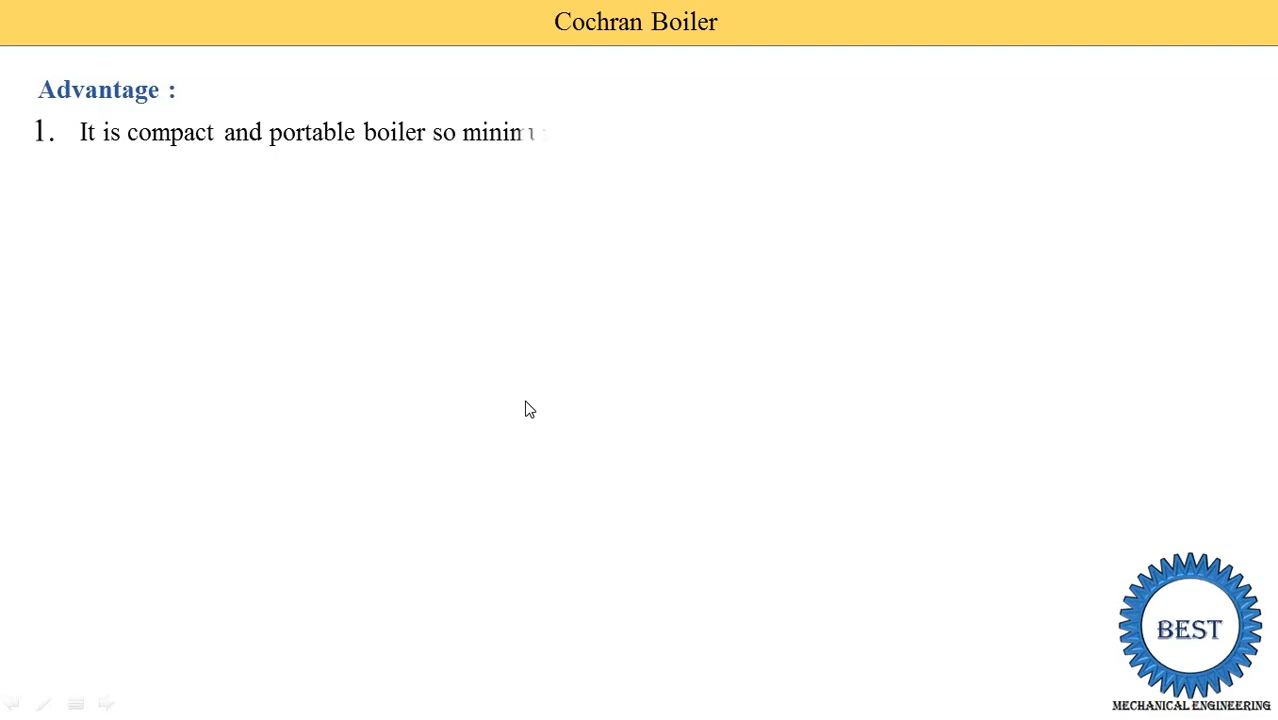 Cochran Boiler
Advantage :
1. It is compact and portable boiler so
BEST
MECHANICAL ENGINEERING